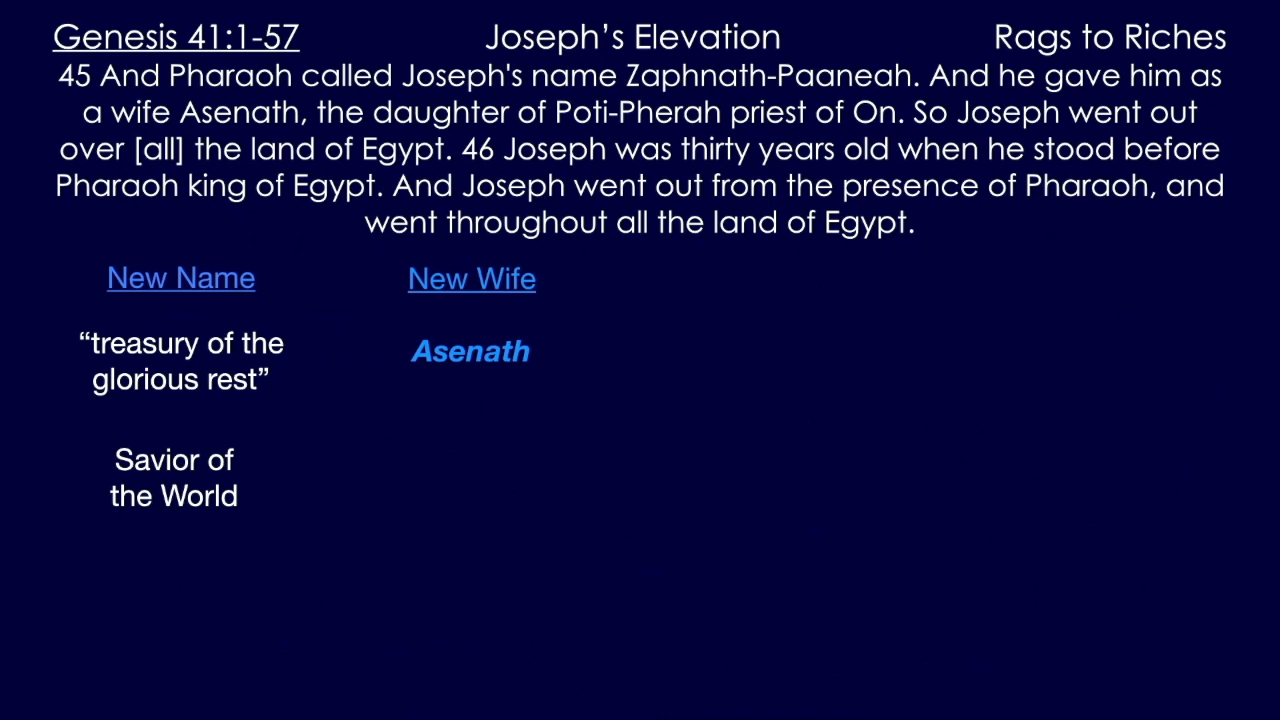 Genesis 41:1-57 Joseph’s Elevation Rags to Riches
45 And Pharaoh called Joseph's name Zaphnath-Paaneah. And he gave him as
a wife Asenath, the daughter of Poti-Pherah priest of On. So Joseph went out
over [all] the land of Egypt. 46 Joseph was thirty years old when he stood before
Pharaoh king of Egypt. And Joseph went out from the presence of Pharaoh, and
went throughout all the land of Egypt.
New Name
“treasury of the
glorious rest”
Savior of
the World
New Wife
Asenath